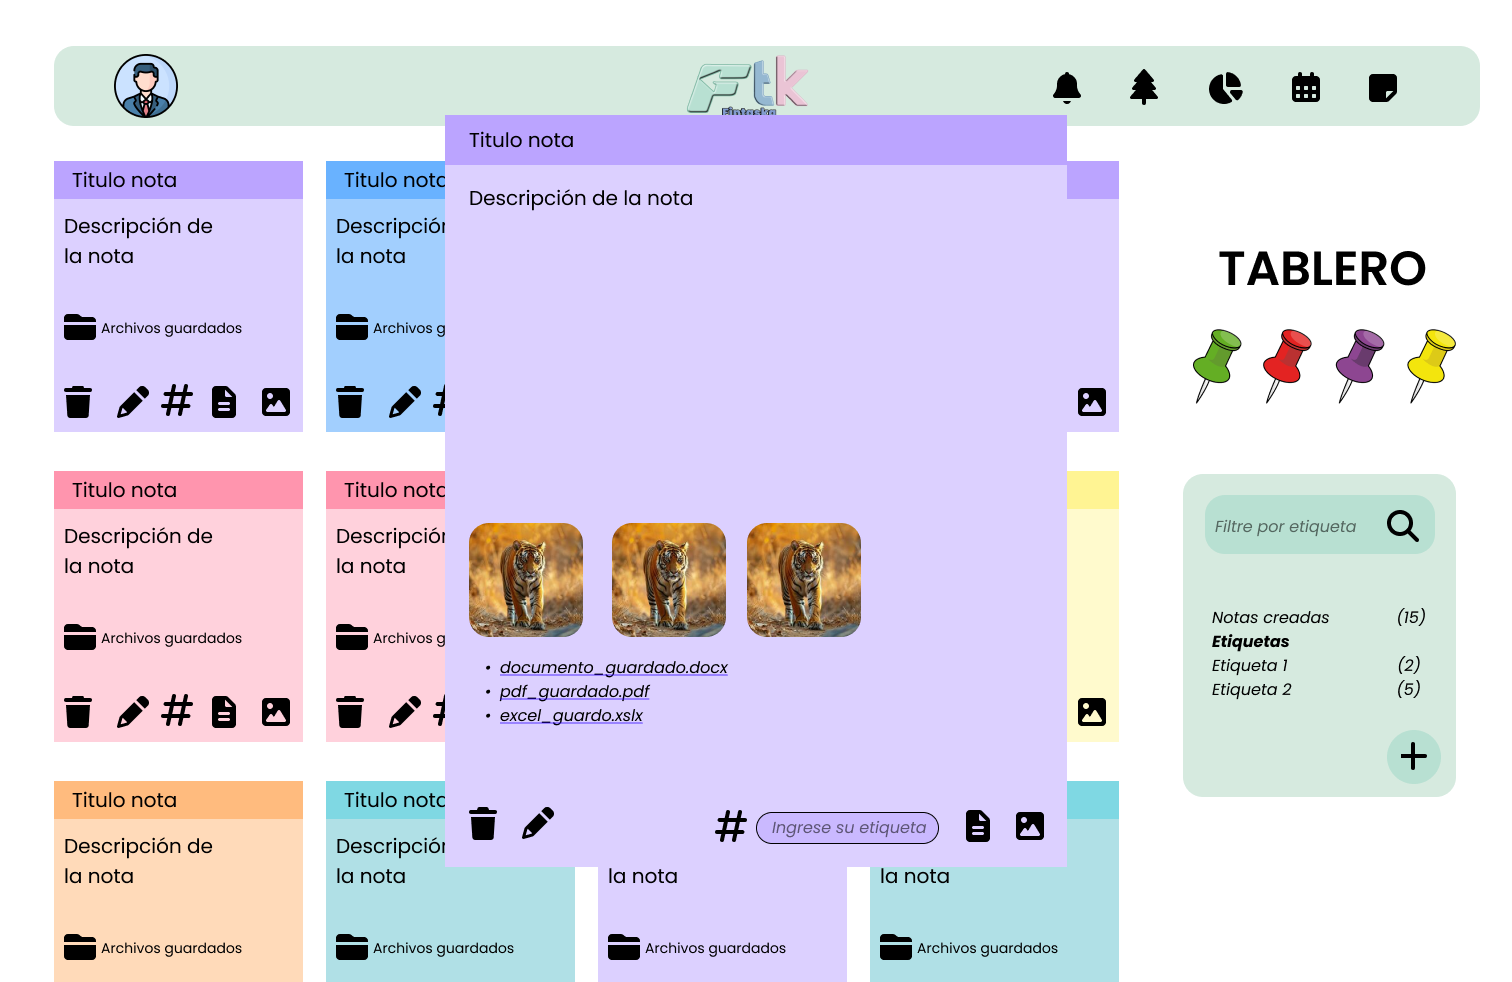 Ftk
Fintasks
Titulo nota
Descripción de la nota
documento_guardado.docx
pdf_guardado.pdf
excel_guardo.xslx
#
Ingrese su etiqueta
Titulo nota
Descripción de
la nota
Archivos guardados
#
Titulo nota
Descripción
la nota
Archivos g
#
TABLERO
Titulo nota
Descripción de
la nota
Archivos guardados
#
Titulo nota
Descripción
la nota
Archivos g
#
Filtre por etiqueta
Notas creadas (15)
Etiquetas
Etiqueta 1 (2)
Etiqueta 2 (5)
Titulo nota
Descripción de
la nota
Archivos guardados
Titulo nota
Descripción
la nota
Archivos guardados
la nota
Archivos guardados
la nota
Archivos guardados